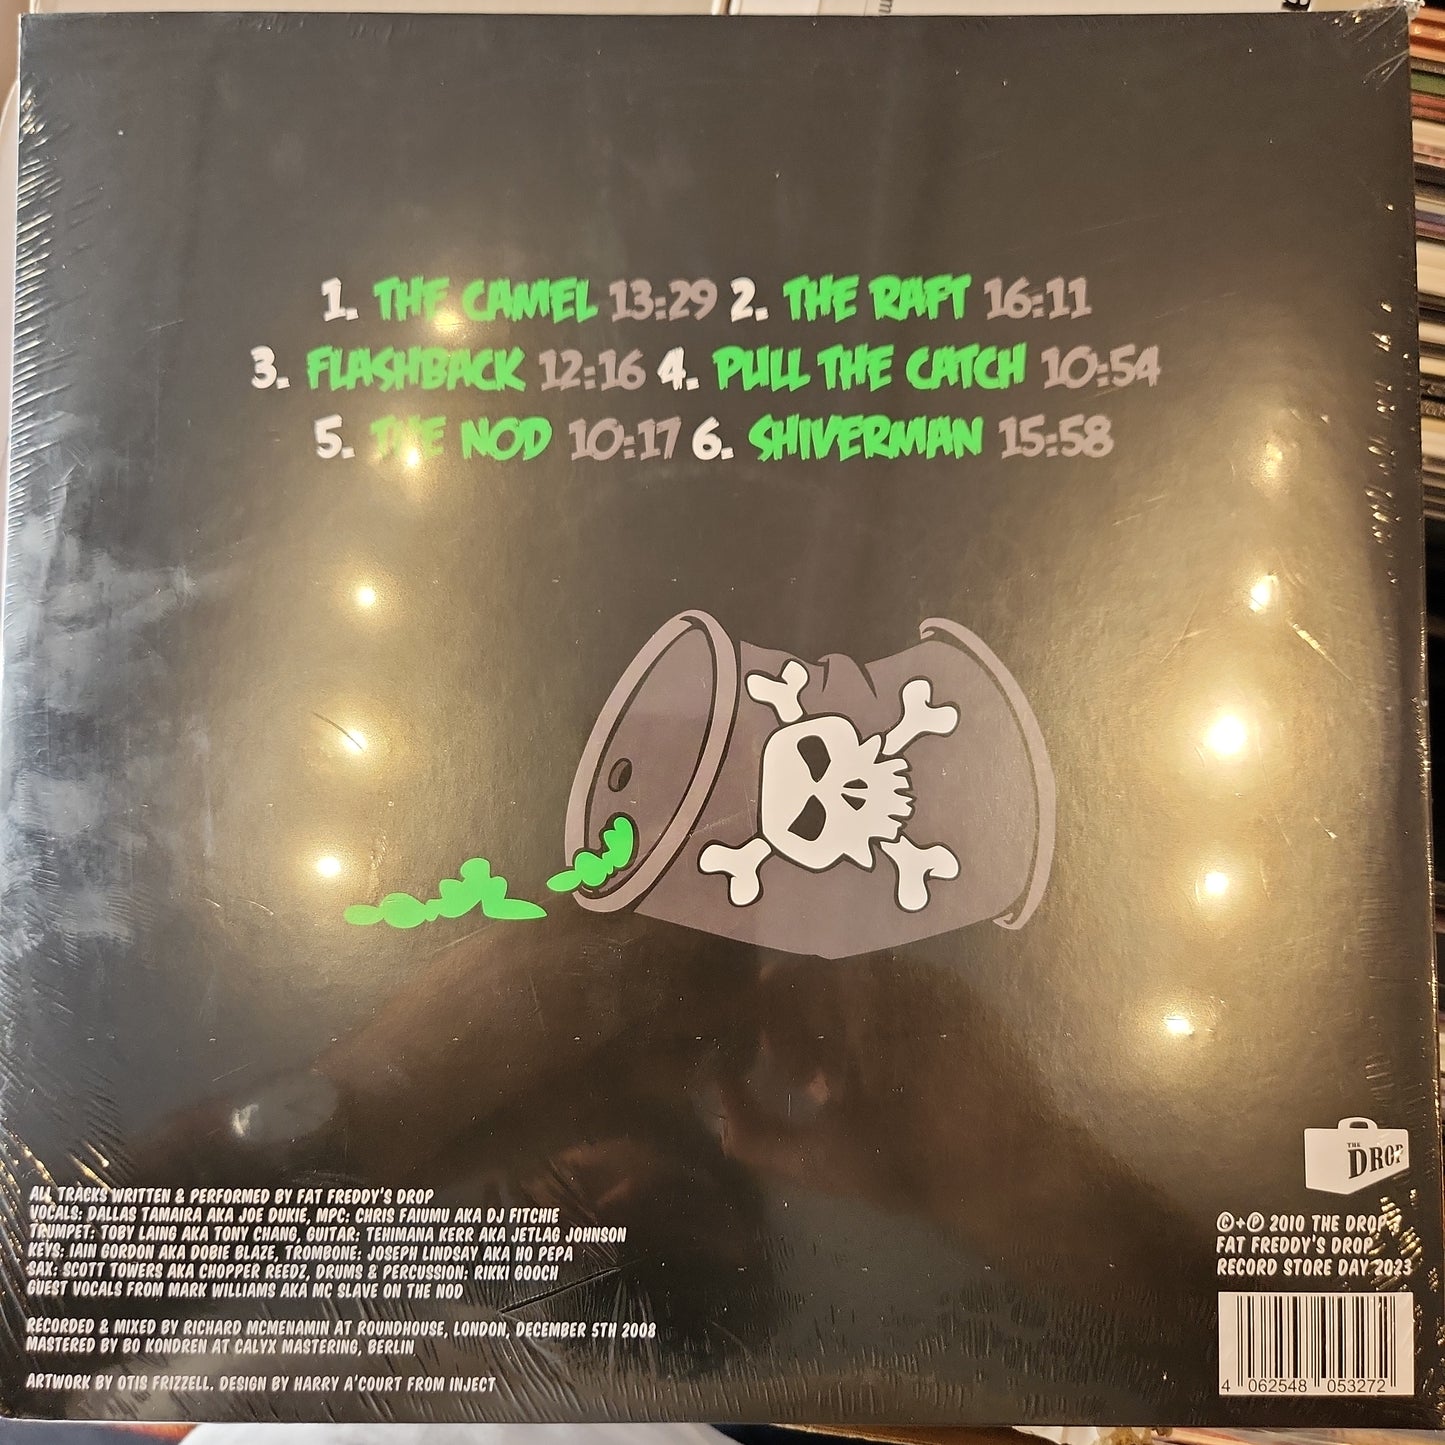 1. THE CAMEL 13:29 2. THE RAFT 16:11
3. FLASHBACK 12:16 4. PULL THE CATCH 10:54
5. THE NOD 10:17 6. SHIVERMAN 15:58
ALL TRACKS WRITTEN & PERFORMED BY FAT FREDDY'S DROP
VOCALS: DALLAS TAMAIRA AKA JOE DUKIE, MPC: CHRIS FAIUMU AKA DJ FITCHIE
TRUMPET: TOBY LAING AKA TONY CHANG, GUITAR: TEHIMANA KERR AKA JETLAG JOHNSON
KEYS: IAIN GORDON AKA DOBIE BLAZE, TROMBONE: JOSEPH LINDSAY AKA HO PEPA
SAX: SCOTT TOWERS AKA CHOPPER REEDZ, DRUMS & PERCUSSION: RIKKI GOOCH
GUEST VOCALS FROM MARK WILLIAMS AKA MC SLAVE ON THE NOD
RECORDED & MIXED BY RICHARD MCMENAMIN AT ROUNDHOUSE, LONDON, DECEMBER 5TH 2008
MASTERED BY BO KONDREN AT CALYX MASTERING, BERLIN
ARTWORK BY OTIS FRIZZELL. DESIGN BY HARRY A'COURT FROM INJECT
THE
DROP
©+℗ 2010 THE DROP
FAT FREDDY'S DROP
RECORD STORE DAY 2023
4 062548 053272